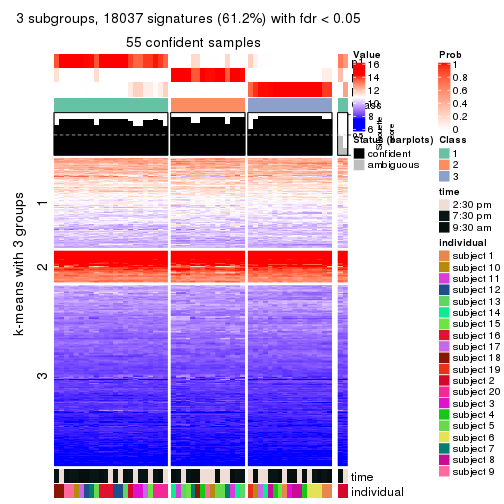 3 subgroups, 18037 signatures (61.2%) with fdr < 0.05
55 confident samples
k-means with 3 groups
1
2
3
p1
Class
Silhouette
score
time
individual
Value
16
14
12
10
8
6
Status (barplots)
confident
ambiguous
Prob
1
0.8
0.6
0.4
0.2
0
Class
1
2
3
time
2:30 pm
7:30 pm
9:30 am
individual
subject 1
subject 10
subject 11
subject 12
subject 13
subject 14
subject 15
subject 16
subject 17
subject 18
subject 19
subject 2
subject 20
subject 3
subject 4
subject 5
subject 6
subject 7
subject 8
subject 9